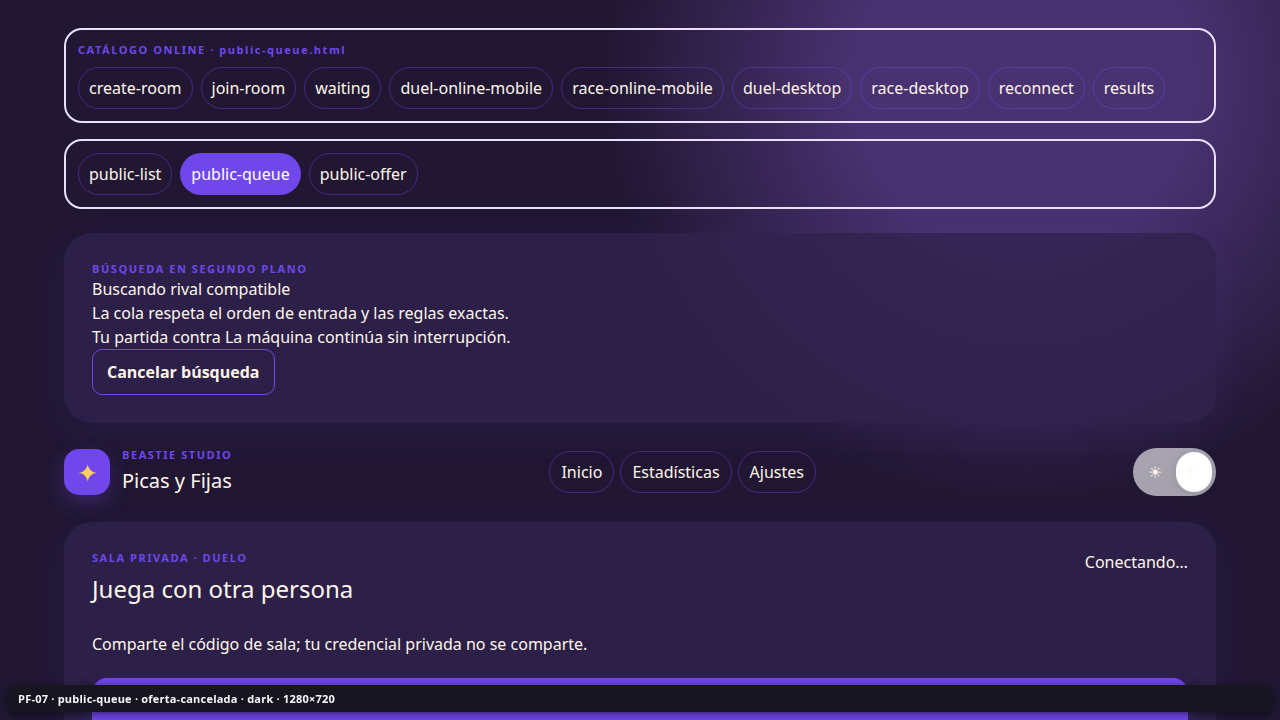 CATÁLOGO ONLINE · public-queue.html
create-room join-room waiting duel-online-mobile race-online-mobile duel-desktop race-desktop reconnect results
public-list public-queue public-offer
BÚSQUEDA EN SEGUNDO PLANO
Buscando rival compatible
La cola respeta el orden de entrada y las reglas exactas.
Tu partida contra La máquina continúa sin interrupción.
Cancelar búsqueda
BEASTIE STUDIO
Picas y Fijas
Inicio Estadísticas Ajustes
SALA PRIVADA · DUELO
Conectando…
Juega con otra persona
Comparte el código de sala; tu credencial privada no se comparte.
PF-07 · public-queue · oferta-cancelada · dark · 1280×720